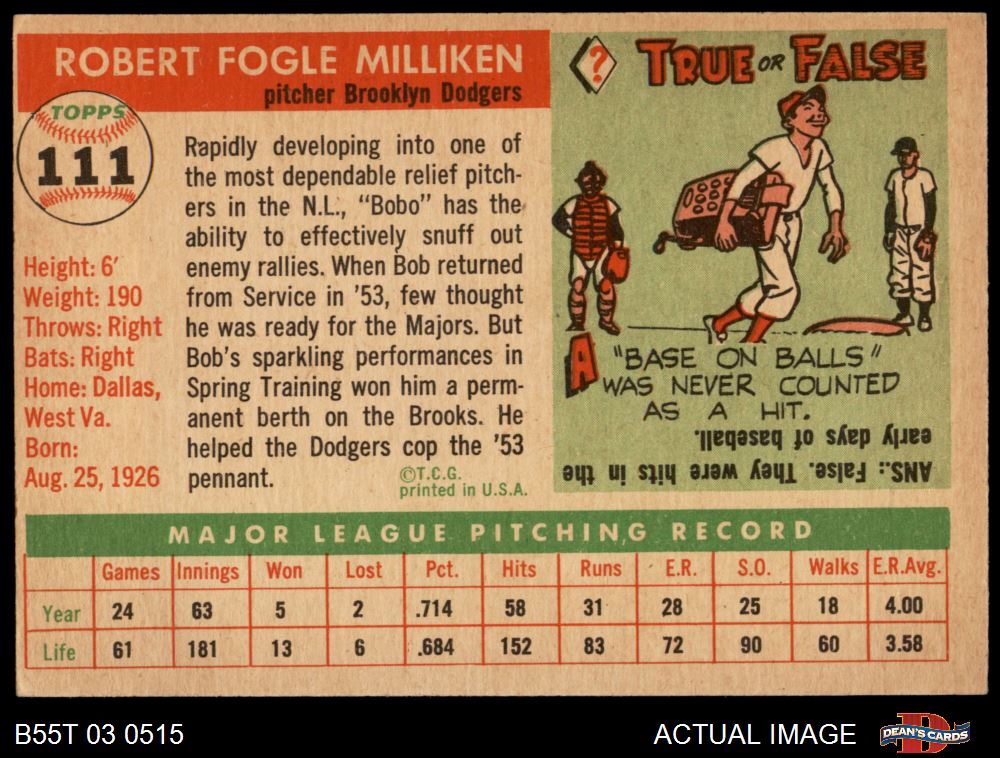 ROBERT FOGLE MILLIKEN
pitcher Brooklyn Dodgers
TOPPS
111
Height: 6'
Weight: 190
Throws: Right
Bats: Right
Home: Dallas,
West Va.
Born:
Aug. 25, 1926
Rapidly developing into one of
the most dependable relief pitch-
ers in the N.L., "Bobo" has the
ability to effectively snuff out
enemy rallies. When Bob returned
from Service in '53, few thought
he was ready for the Majors. But
Bob's sparkling performances in
Spring Training won him a perm-
anent berth on the Brooks. He
helped the Dodgers cop the '53
pennant.
©T.C.G.
printed in U.S.A.
?
TRUE OR FALSE
A "BASE ON BALLS"
WAS NEVER COUNTED
AS A HIT.
ANS.: False. They were hits in the
early days of baseball.
MAJOR LEAGUE PITCHING RECORD
Games Innings Won Lost Pct. Hits Runs E.R. S.O. Walks E.R.Avg.
Year 24 63 5 2 .714 58 31 28 25 18 4.00
Life 61 181 13 6 .684 152 83 72 90 60 3.58
B55T 03 0515
ACTUAL IMAGE
DEAN'S CARDS